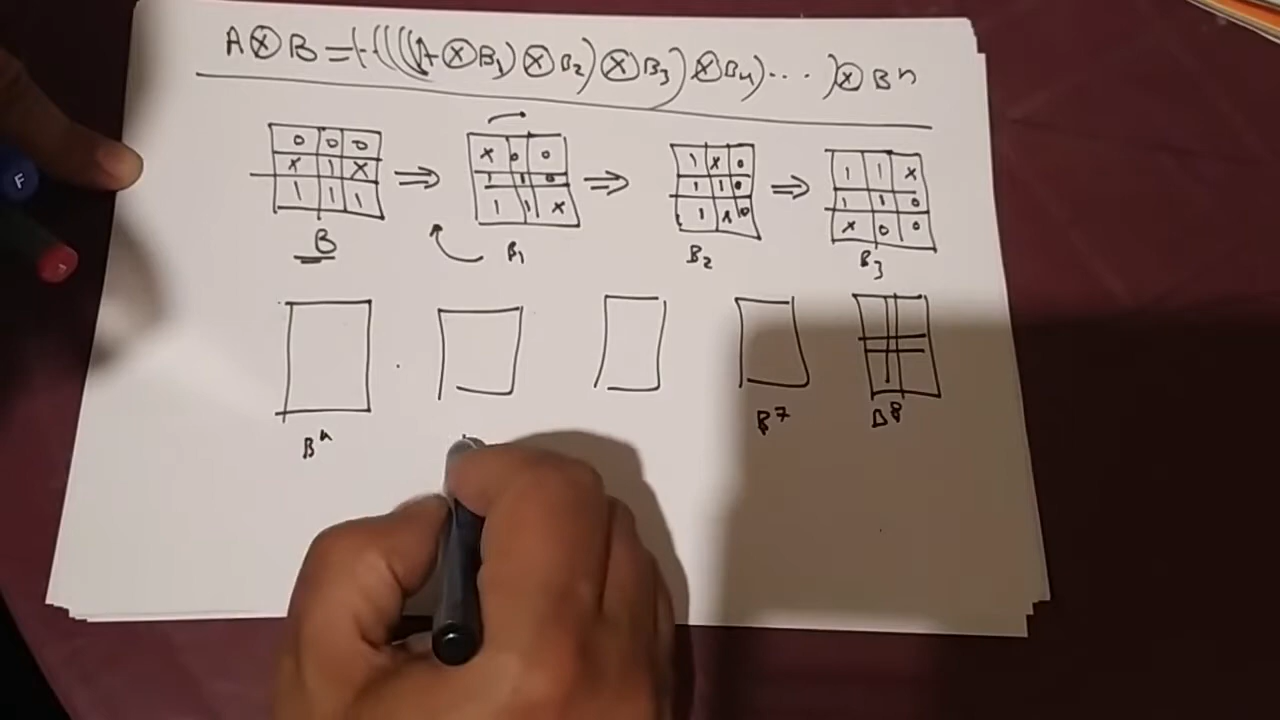 A ⊗ B = (-((((A ⊗ B₁) ⊗ B₂) ⊗ B₃) ⊗ B₄) ... ) ⊗ Bⁿ
0 0 0
X 1 X
1 1 1
B
⇒
X 0 0
1 1 0
1 1 X
B₁
⇒
1 X 0
1 1 0
1 X 0
B₂
⇒
1 1 X
1 1 0
X 0 0
B₃
B⁴
B⁷
B⁸
F